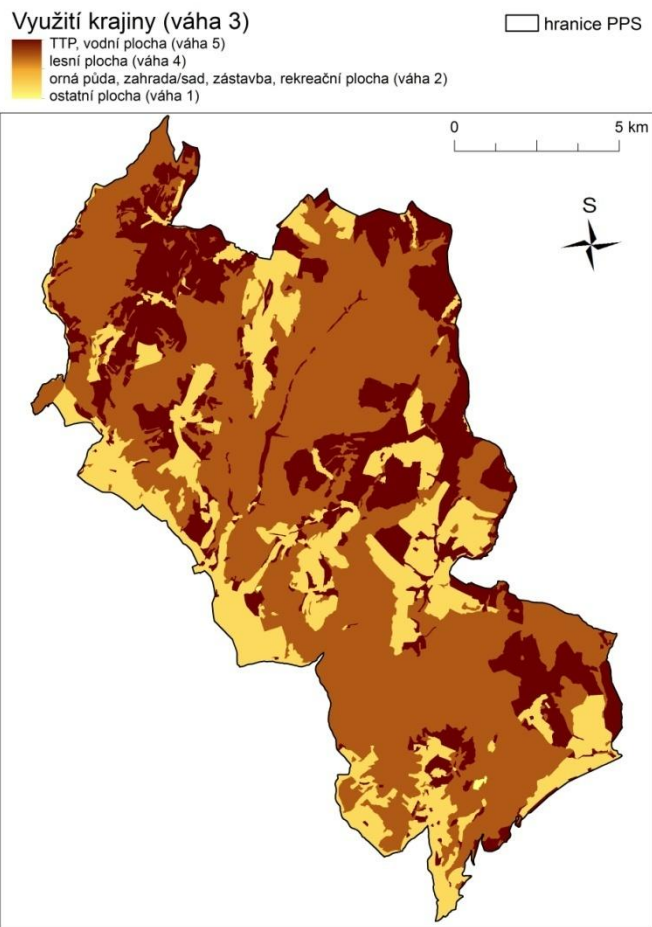 Využití krajiny (váha 3)
TTP, vodní plocha (váha 5)
lesní plocha (váha 4)
orná půda, zahrada/sad, zástavba, rekreační plocha (váha 2)
ostatní plocha (váha 1)
hranice PPS
0 5 km
S